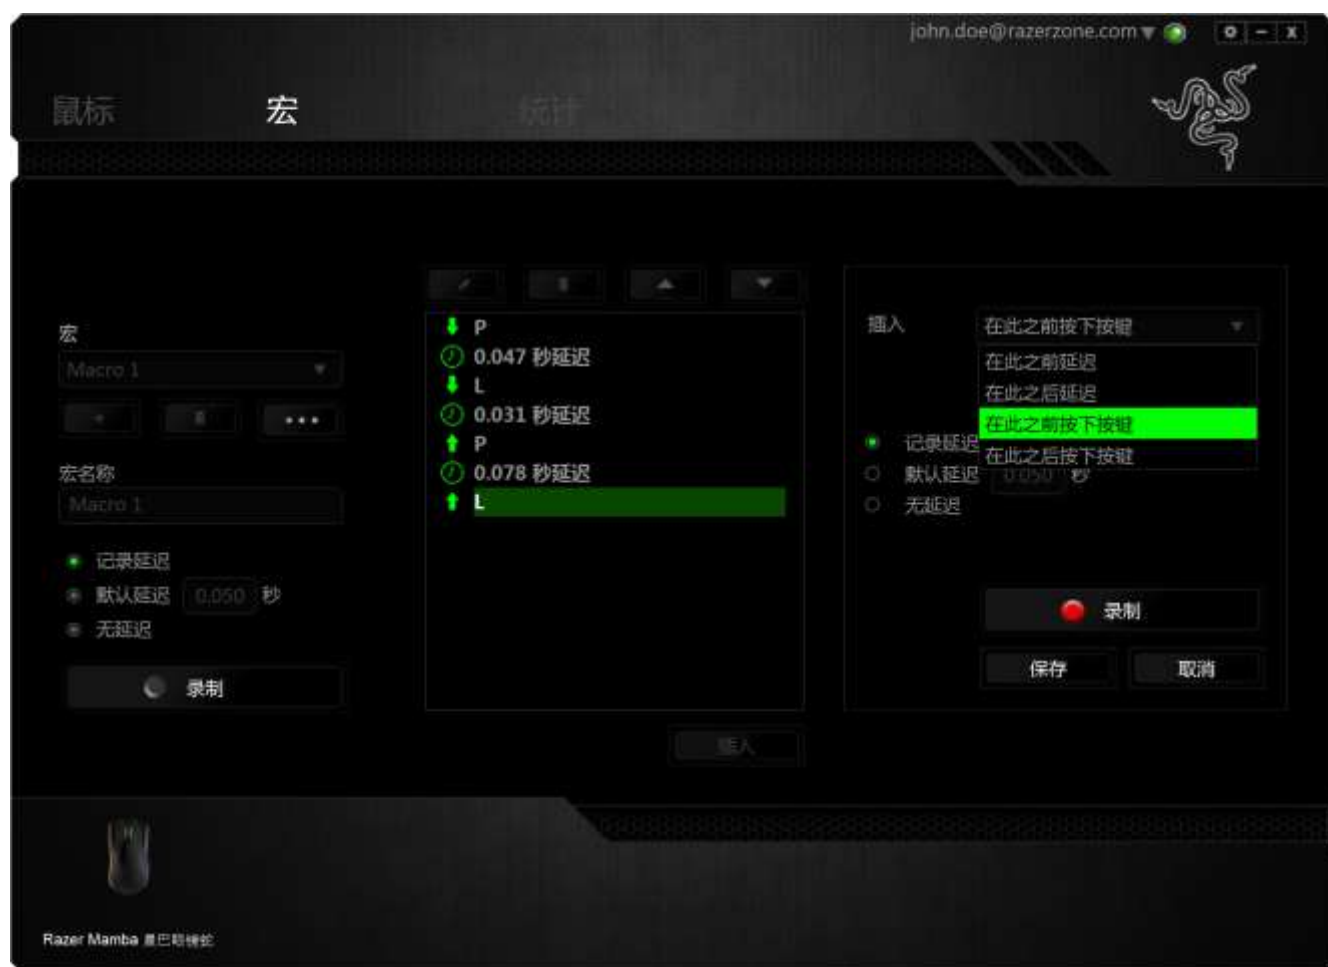 john.doe@razerzone.com
鼠标 宏 统计
宏
Macro 1
宏名称
Macro 1
记录延迟
默认延迟 0.050 秒
无延迟
录制
P
0.047 秒延迟
L
0.031 秒延迟
P
0.078 秒延迟
L
插入
插入 在此之前按下按键
在此之前延迟
在此之后延迟
在此之前按下按键
在此之后按下按键
记录延迟
默认延迟 0.050 秒
无延迟
录制
保存 取消
Razer Mamba